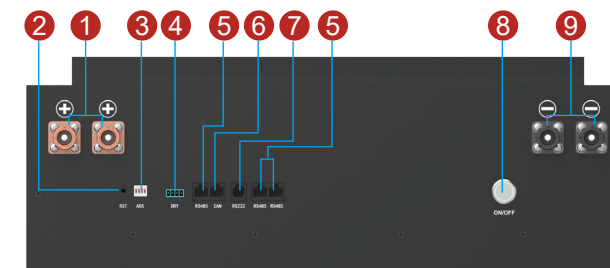 2 1 3 4 5 6 7 5 8 9
+ + − −
RST ADS DRY RS485 CAN RS232 RS485 RS485
ON/OFF